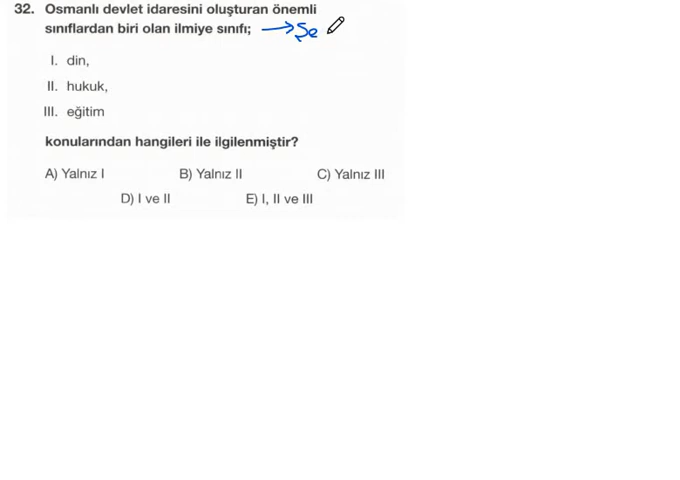 32. Osmanlı devlet idaresini oluşturan önemli
sınıflardan biri olan ilmiye sınıfı; → Şe
I. din,
II. hukuk,
III. eğitim
konularından hangileri ile ilgilenmiştir?
A) Yalnız I B) Yalnız II C) Yalnız III
D) I ve II E) I, II ve III